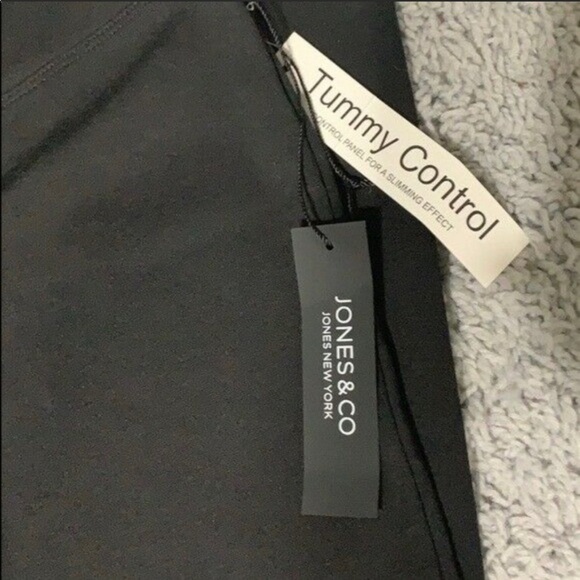 Tummy Control
CONTROL PANEL FOR A SLIMMING EFFECT
JONES & CO
JONES NEW YORK